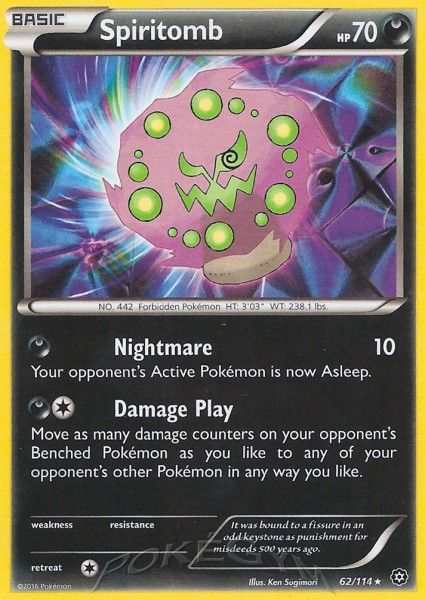 BASIC Spiritomb HP70
NO. 442 Forbidden Pokémon HT: 3'03" WT: 238.1 lbs.
Nightmare 10
Your opponent's Active Pokémon is now Asleep.
Damage Play
Move as many damage counters on your opponent's
Benched Pokémon as you like to any of your
opponent's other Pokémon in any way you like.
weakness resistance
It was bound to a fissure in an
odd keystone as punishment for
misdeeds 500 years ago.
retreat
POKEGYM
©2016 Pokémon Illus. Ken Sugimori 62/114 ★